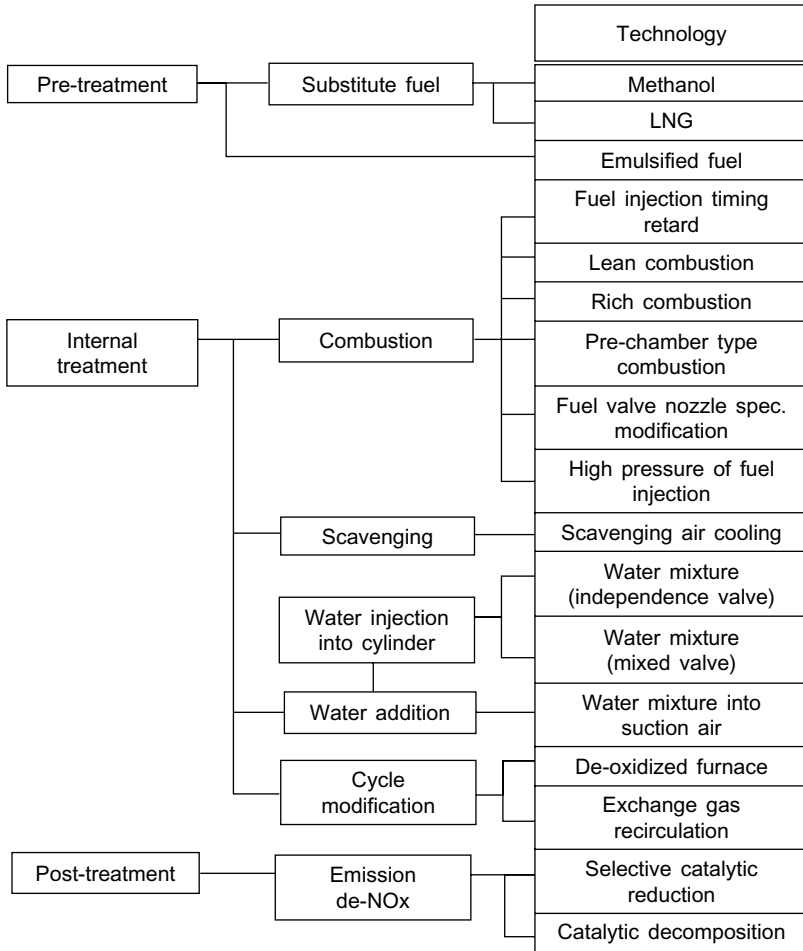 Technology
Pre-treatment
Substitute fuel
Methanol
LNG
Emulsified fuel
Internal
treatment
Combustion
Fuel injection timing
retard
Lean combustion
Rich combustion
Pre-chamber type
combustion
Fuel valve nozzle spec.
modification
High pressure of fuel
injection
Scavenging
Scavenging air cooling
Water injection
into cylinder
Water mixture
(independence valve)
Water mixture
(mixed valve)
Water addition
Water mixture into
suction air
Cycle
modification
De-oxidized furnace
Exchange gas
recirculation
Post-treatment
Emission
de-NOx
Selective catalytic
reduction
Catalytic decomposition